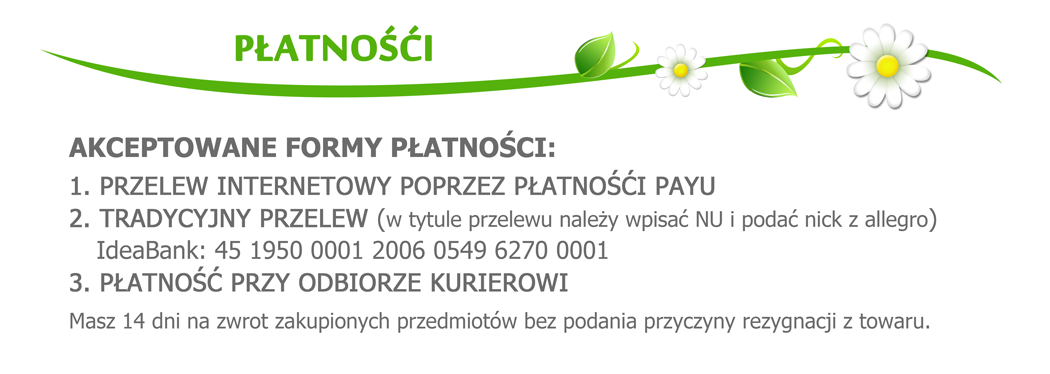 PŁATNOŚĆI
AKCEPTOWANE FORMY PŁATNOŚCI:
1. PRZELEW INTERNETOWY POPRZEZ PŁATNOŚĆI PAYU
2. TRADYCYJNY PRZELEW (w tytule przelewu należy wpisać NU i podać nick z allegro)
IdeaBank: 45 1950 0001 2006 0549 6270 0001
3. PŁATNOŚĆ PRZY ODBIORZE KURIEROWI
Masz 14 dni na zwrot zakupionych przedmiotów bez podania przyczyny rezygnacji z towaru.